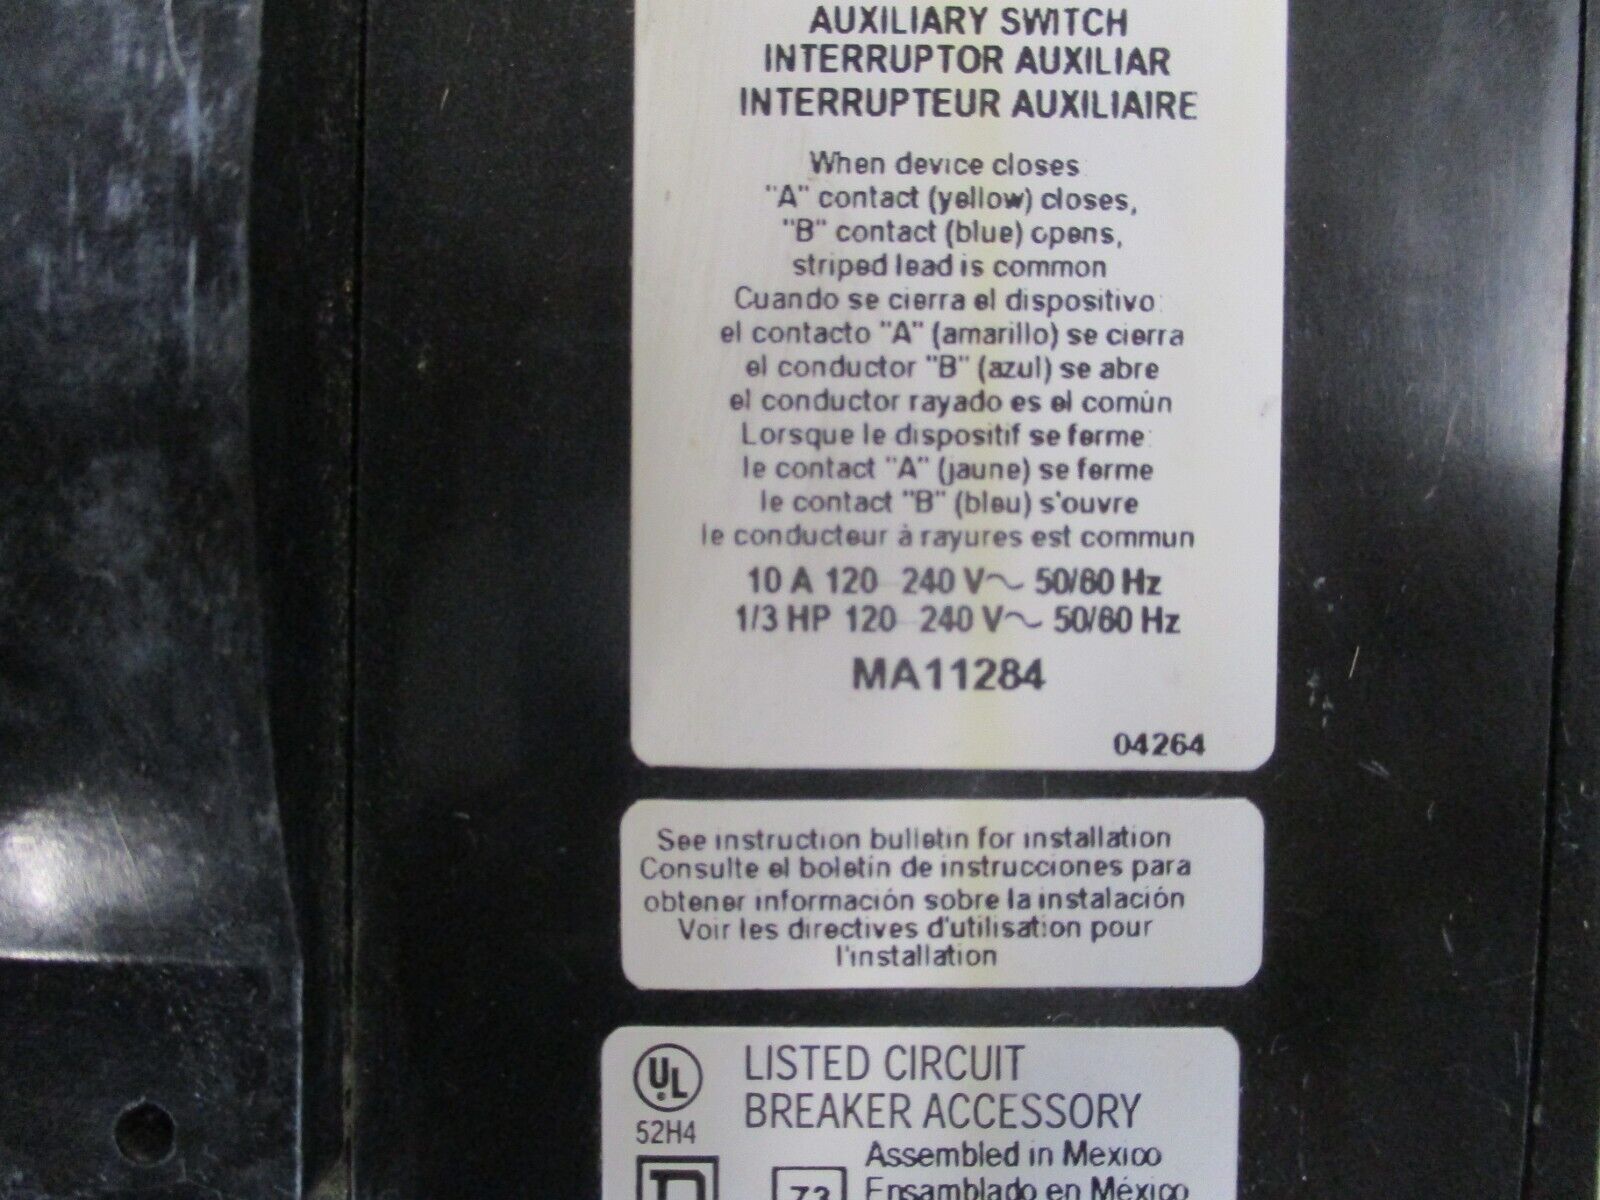 AUXILIARY SWITCH
INTERRUPTOR AUXILIAR
INTERRUPTEUR AUXILIAIRE
When device closes:
"A" contact (yellow) closes,
"B" contact (blue) opens,
striped lead is common
Cuando se cierra el dispositivo:
el contacto "A" (amarillo) se cierra
el conductor "B" (azul) se abre
el conductor rayado es el común
Lorsque le dispositif se ferme:
le contact "A" (jaune) se ferme
le contact "B" (bleu) s'ouvre
le conducteur à rayures est commun
10 A 120-240 V~ 50/60 Hz
1/3 HP 120-240 V~ 50/60 Hz
MA11284
04264
See instruction bulletin for installation
Consulte el boletin de instrucciones para
obtener información sobre la instalación
Voir les directives d'utilisation pour
l'installation
UL LISTED CIRCUIT
52H4 BREAKER ACCESSORY
Assembled in Mexico
73 Ensamblado en México